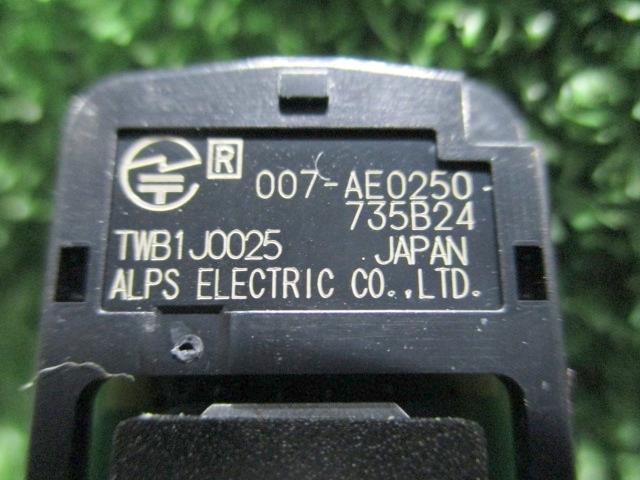 R 007-AE0250
735B24
TWB1J0025 JAPAN
ALPS ELECTRIC CO.,LTD.